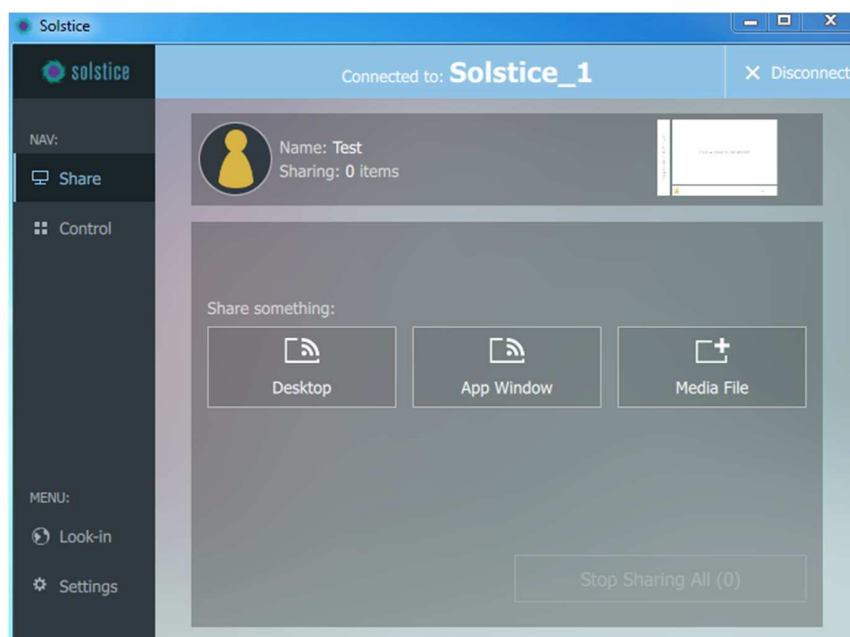 Solstice
solstice
Connected to: Solstice_1
Disconnect
NAV:
Share
Control
Name: Test
Sharing: 0 items
Share something:
Desktop
App Window
Media File
MENU:
Look-in
Settings
Stop Sharing All (0)